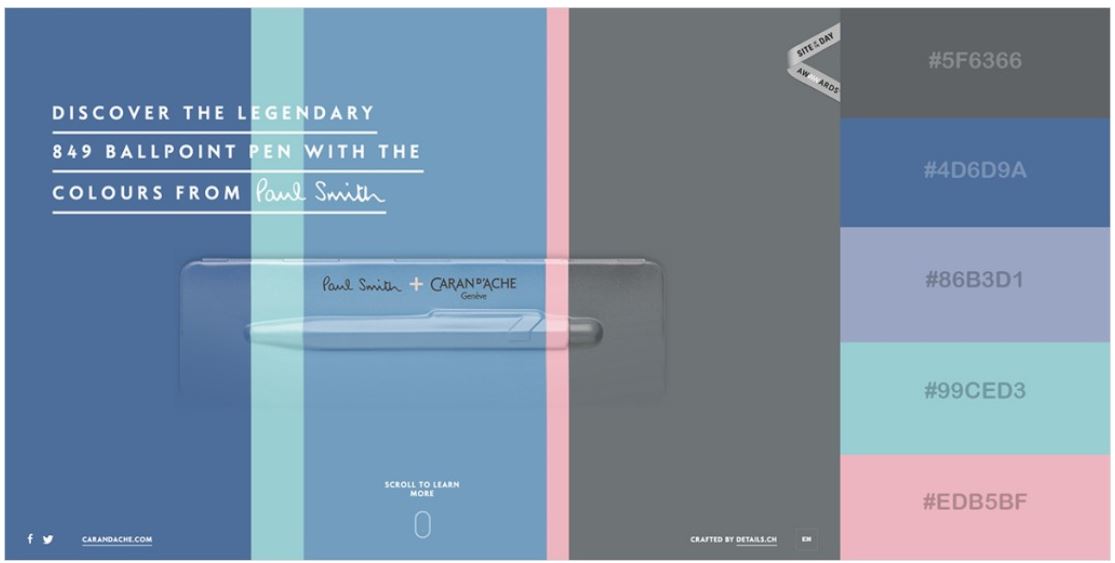 DISCOVER THE LEGENDARY
849 BALLPOINT PEN WITH THE
COLOURS FROM Paul Smith
Paul Smith + CARAN D'ACHE
Genève
SCROLL TO LEARN
MORE
CARANDACHE.COM
CRAFTED BY DETAILS.CH
EN
SITE OF THE DAY
AWWWARDS
#5F6366
#4D6D9A
#86B3D1
#99CED3
#EDB5BF